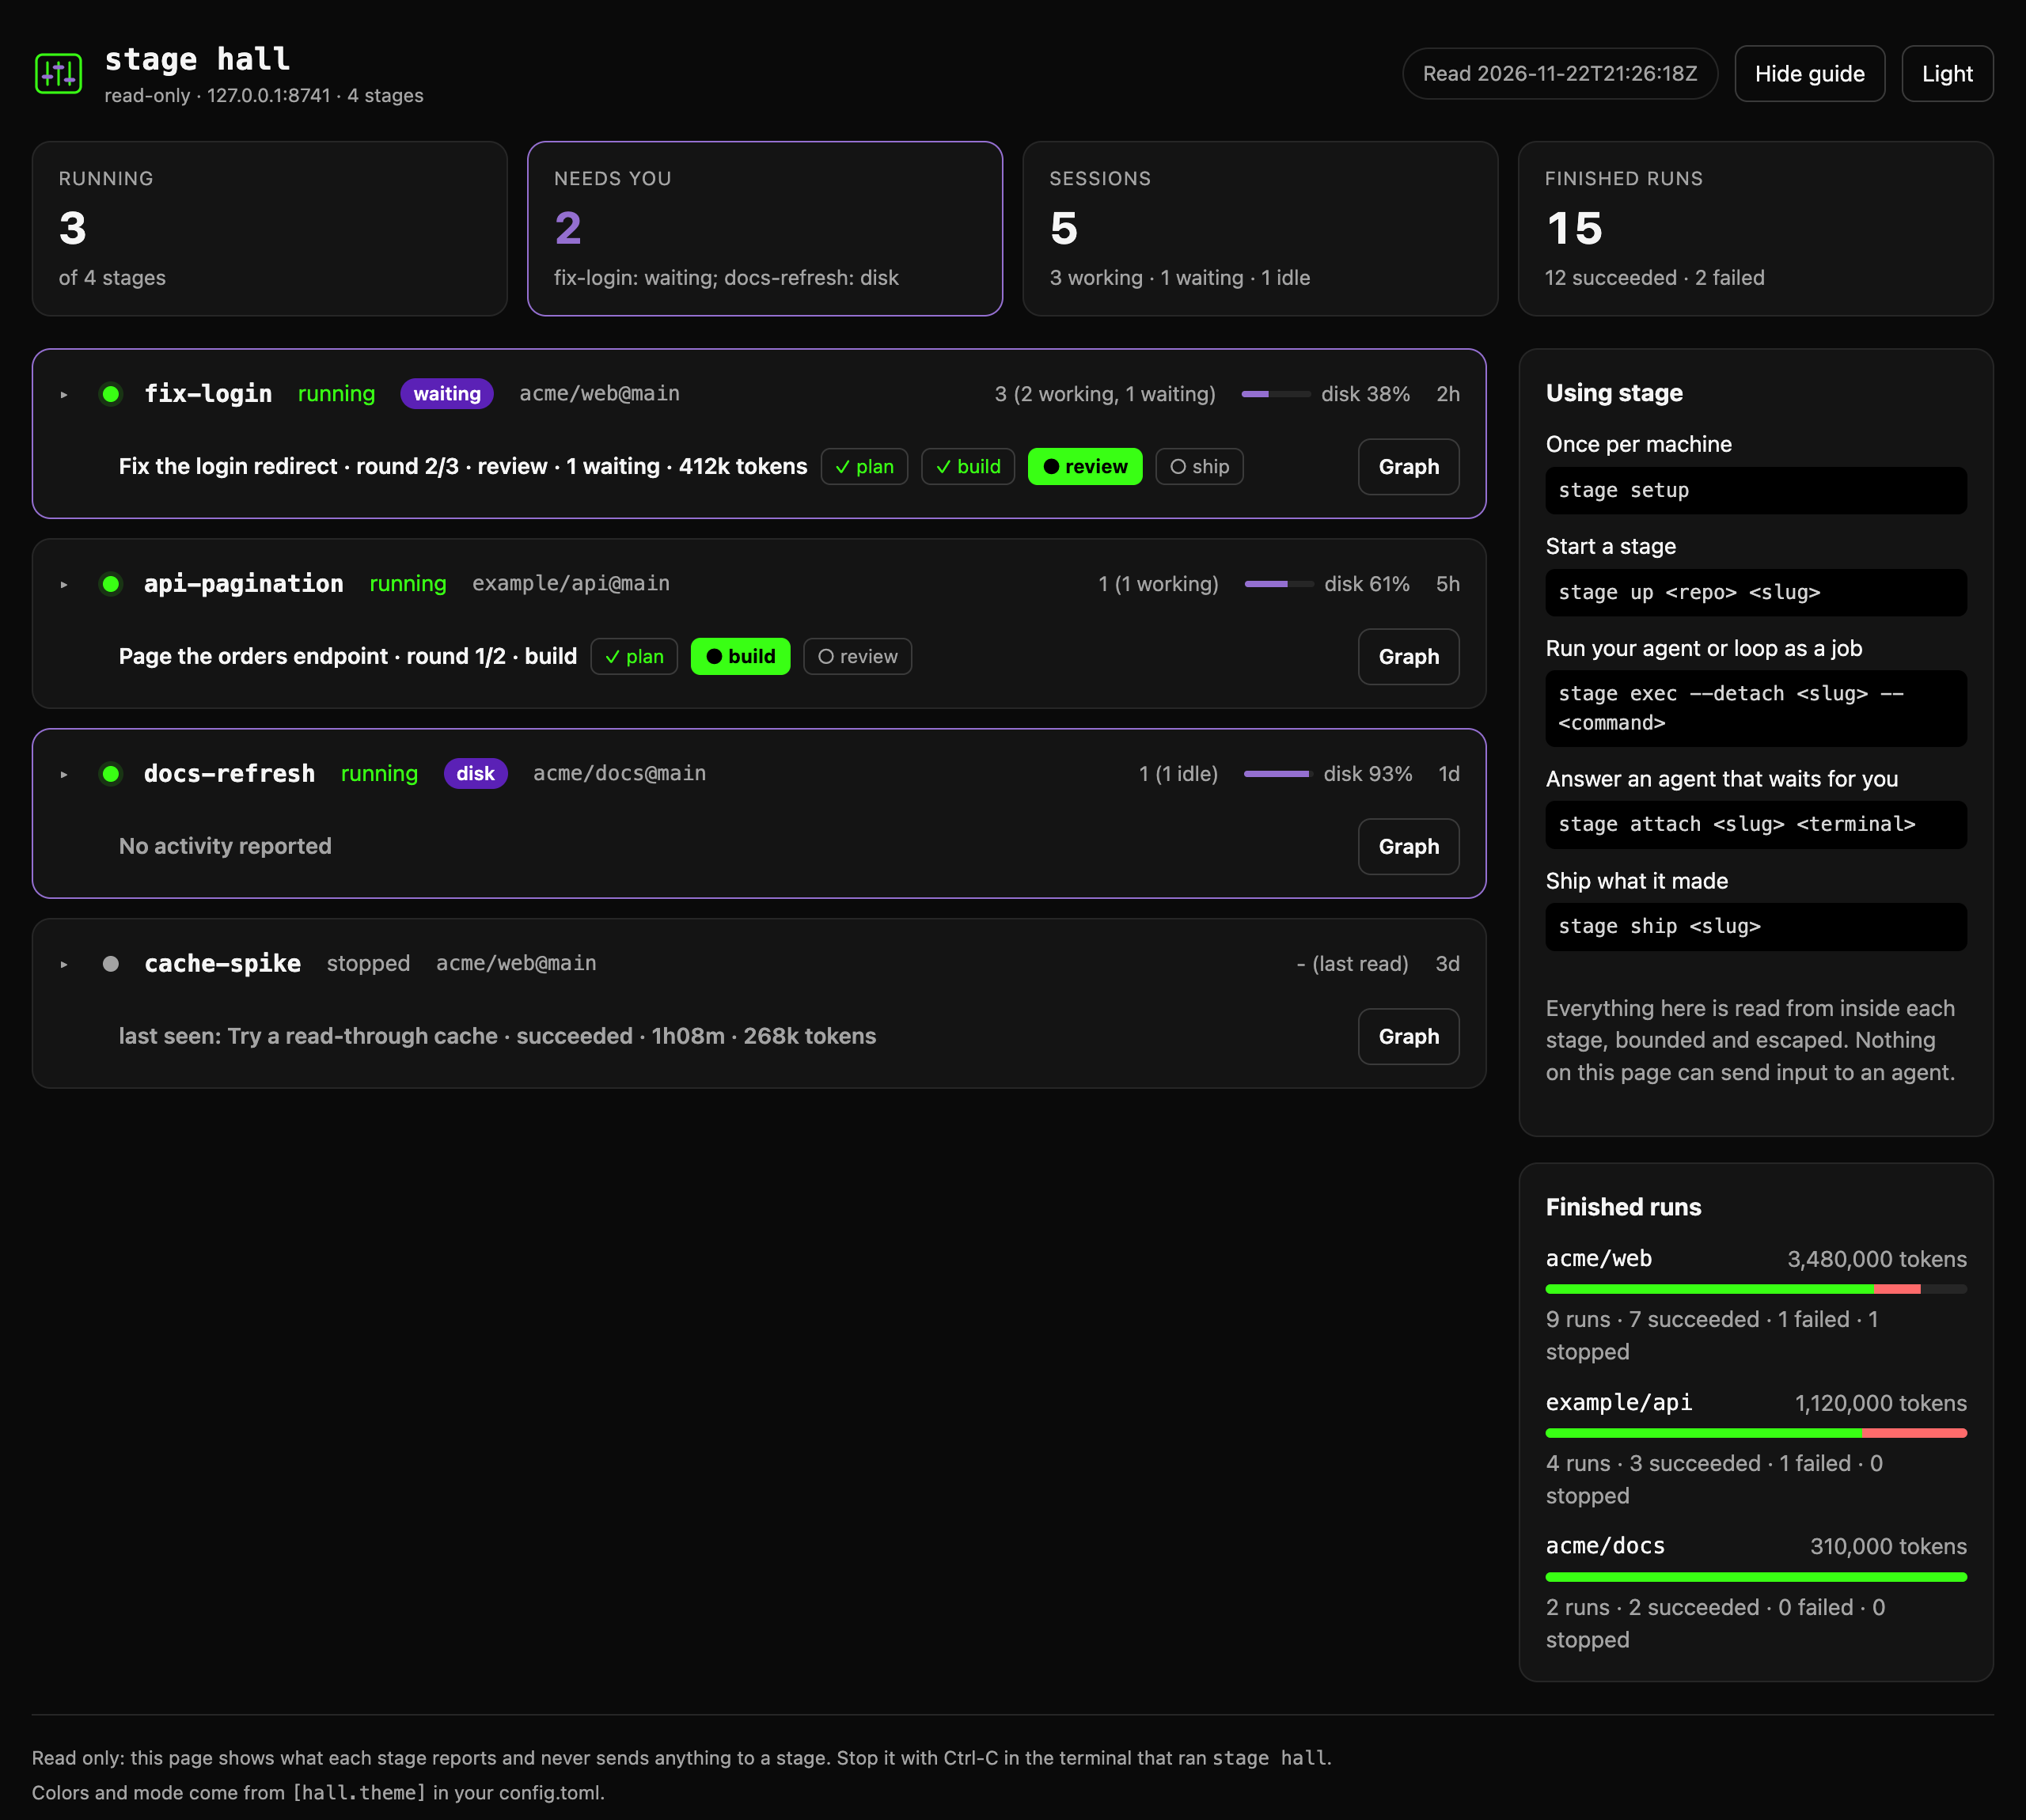 stage hall
read-only · 127.0.0.1:8741 · 4 stages
Read 2026-11-22T21:26:18Z
Hide guide
Light
RUNNING
3
of 4 stages
NEEDS YOU
2
fix-login: waiting; docs-refresh: disk
SESSIONS
5
3 working · 1 waiting · 1 idle
FINISHED RUNS
15
12 succeeded · 2 failed
fix-login running waiting acme/web@main 3 (2 working, 1 waiting) disk 38% 2h
Fix the login redirect · round 2/3 · review · 1 waiting · 412k tokens ✓ plan ✓ build ● review ○ ship Graph
api-pagination running example/api@main 1 (1 working) disk 61% 5h
Page the orders endpoint · round 1/2 · build ✓ plan ● build ○ review Graph
docs-refresh running disk acme/docs@main 1 (1 idle) disk 93% 1d
No activity reported Graph
cache-spike stopped acme/web@main - (last read) 3d
last seen: Try a read-through cache · succeeded · 1h08m · 268k tokens Graph
Using stage
Once per machine
stage setup
Start a stage
stage up <repo> <slug>
Run your agent or loop as a job
stage exec --detach <slug> --
<command>
Answer an agent that waits for you
stage attach <slug> <terminal>
Ship what it made
stage ship <slug>
Everything here is read from inside each
stage, bounded and escaped. Nothing
on this page can send input to an agent.
Finished runs
acme/web 3,480,000 tokens
9 runs · 7 succeeded · 1 failed · 1
stopped
example/api 1,120,000 tokens
4 runs · 3 succeeded · 1 failed · 0
stopped
acme/docs 310,000 tokens
2 runs · 2 succeeded · 0 failed · 0
stopped
Read only: this page shows what each stage reports and never sends anything to a stage. Stop it with Ctrl-C in the terminal that ran stage hall.
Colors and mode come from [hall.theme] in your config.toml.